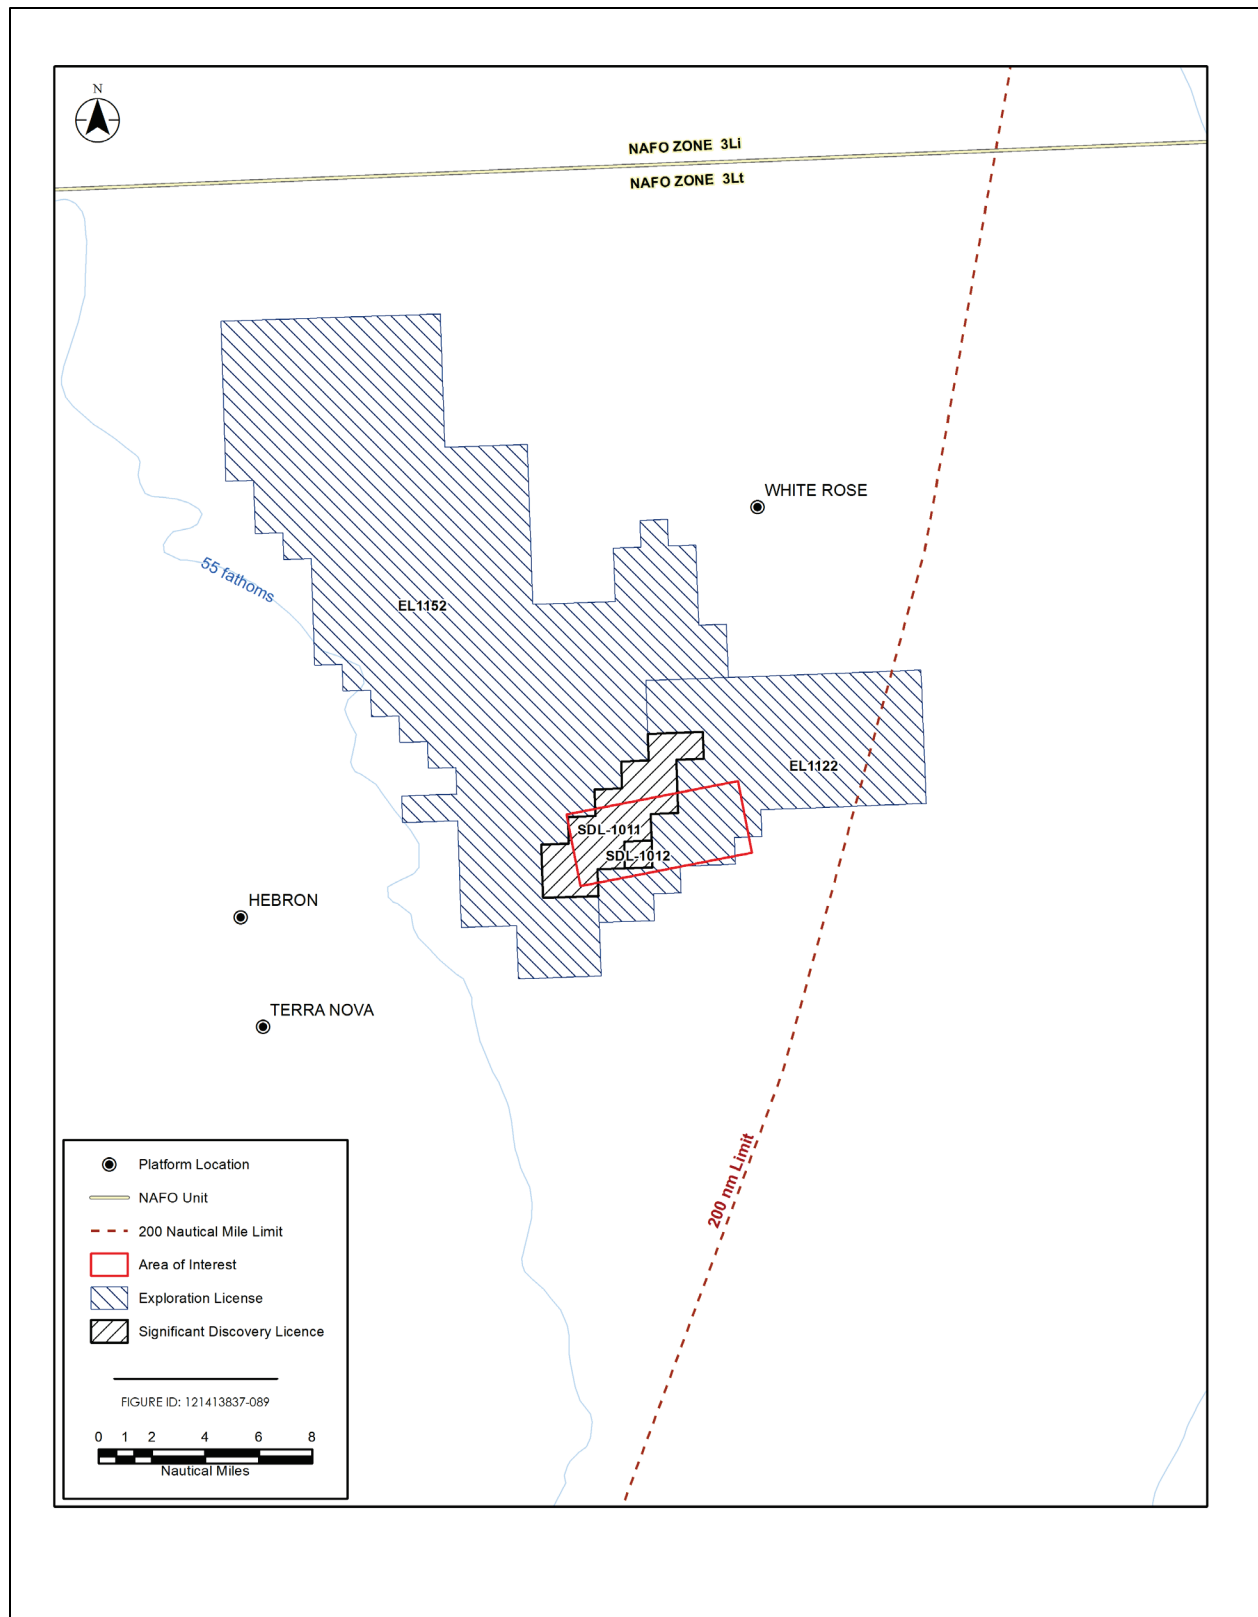 N
NAFO ZONE 3Li
NAFO ZONE 3Lt
WHITE ROSE
55 fathoms
EL1152
EL1122
SDL-1011
SDL-1012
HEBRON
TERRA NOVA
200 nm Limit
Platform Location
NAFO Unit
200 Nautical Mile Limit
Area of Interest
Exploration License
Significant Discovery Licence
FIGURE ID: 121413837-089
0 1 2 4 6 8
Nautical Miles